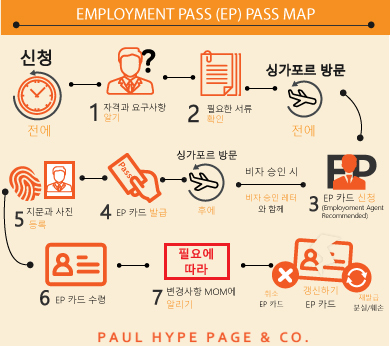 EMPLOYMENT PASS (EP) PASS MAP
신청
전에
?
1 자격과 요구사항
알기
2 필요한 서류
확인
싱가포르 방문
전에
EP
3 EP 카드 신청
(Employment Agent
Recommended)
비자 승인 시
비자 승인 레터
와 함께
싱가포르 방문
후에
Pass
4 EP 카드 발급
5 지문과 사진
등록
6 EP 카드 수령
필요에
따라
7 변경사항 MOM에
알리기
취소
EP 카드
갱신하기
EP 카드
재발급
분실/훼손
PAUL HYPE PAGE & CO.